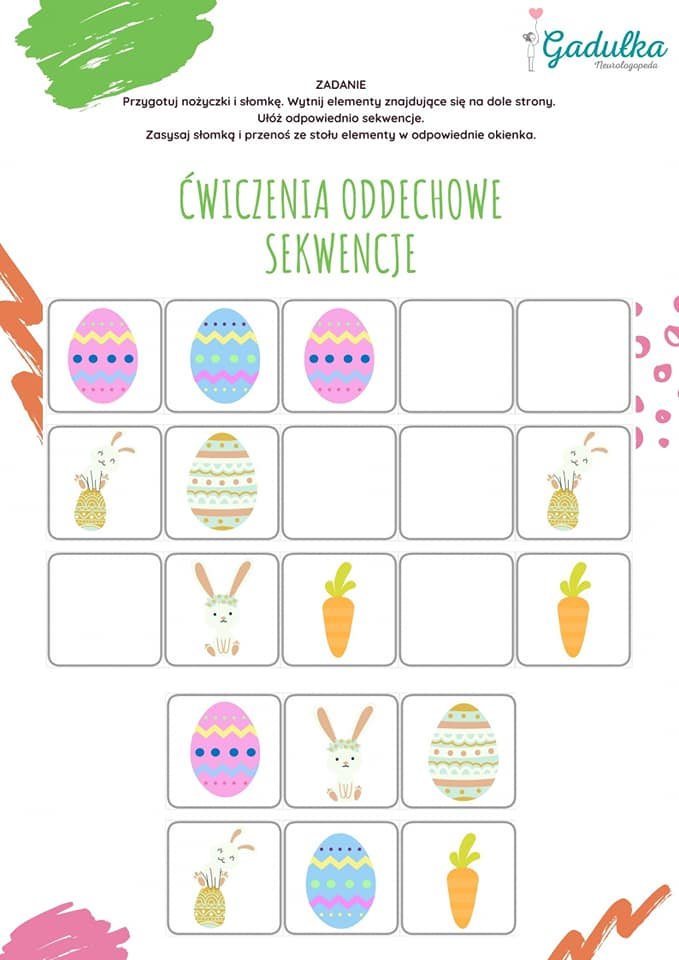 Gadułka
Neurologopeda
ZADANIE
Przygotuj nożyczki i słomkę. Wytnij elementy znajdujące się na dole strony.
Ułóż odpowiednio sekwencje.
Zasysaj słomką i przenoś ze stołu elementy w odpowiednie okienka.
ĆWICZENIA ODDECHOWE
SEKWENCJE